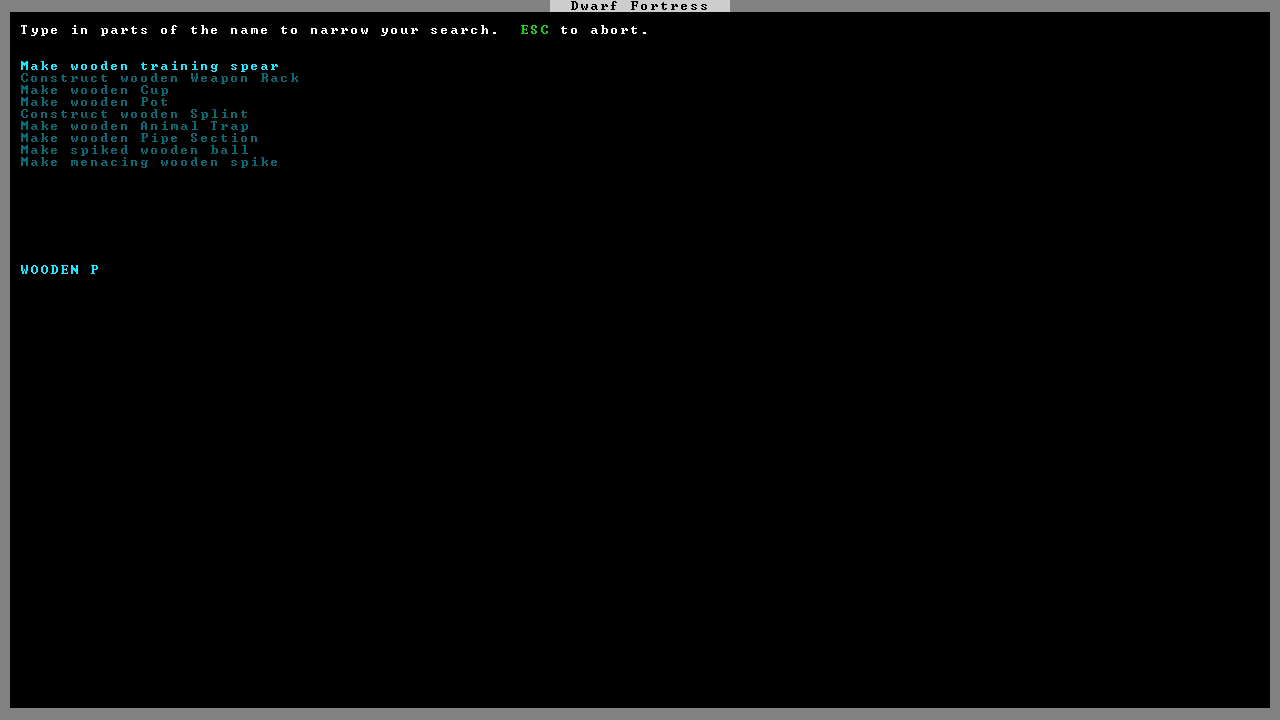 Dwarf Fortress
Type in parts of the name to narrow your search.  ESC to abort.
Make wooden training spear
Construct wooden Weapon Rack
Make wooden Cup
Make wooden Pot
Construct wooden Splint
Make wooden Animal Trap
Make wooden Pipe Section
Make spiked wooden ball
Make menacing wooden spike
WOODEN P